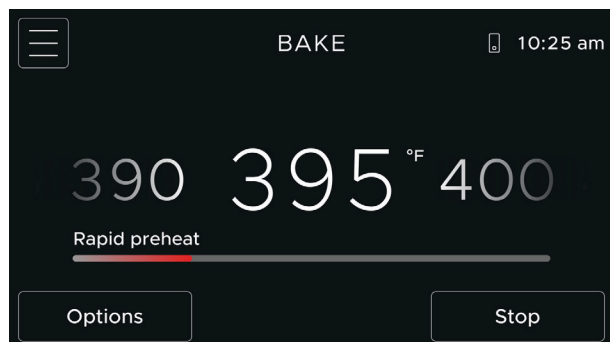 BAKE
10:25 am
390 395 °F 400
Rapid preheat
Options
Stop